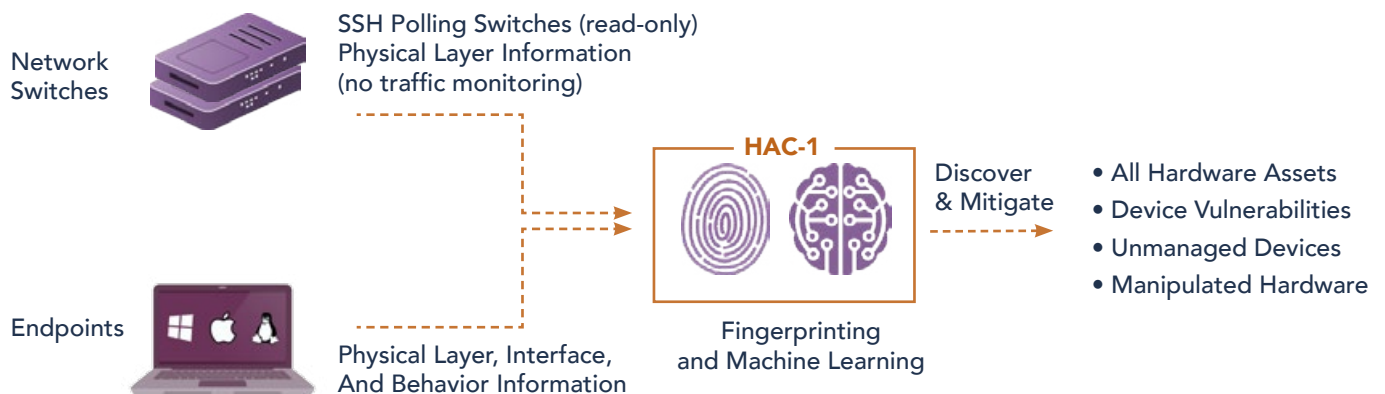 Network
Switches
SSH Polling Switches (read-only)
Physical Layer Information
(no traffic monitoring)
HAC-1
Discover
& Mitigate
• All Hardware Assets
• Device Vulnerabilities
• Unmanaged Devices
• Manipulated Hardware
Endpoints
Physical Layer, Interface,
And Behavior Information
Fingerprinting
and Machine Learning